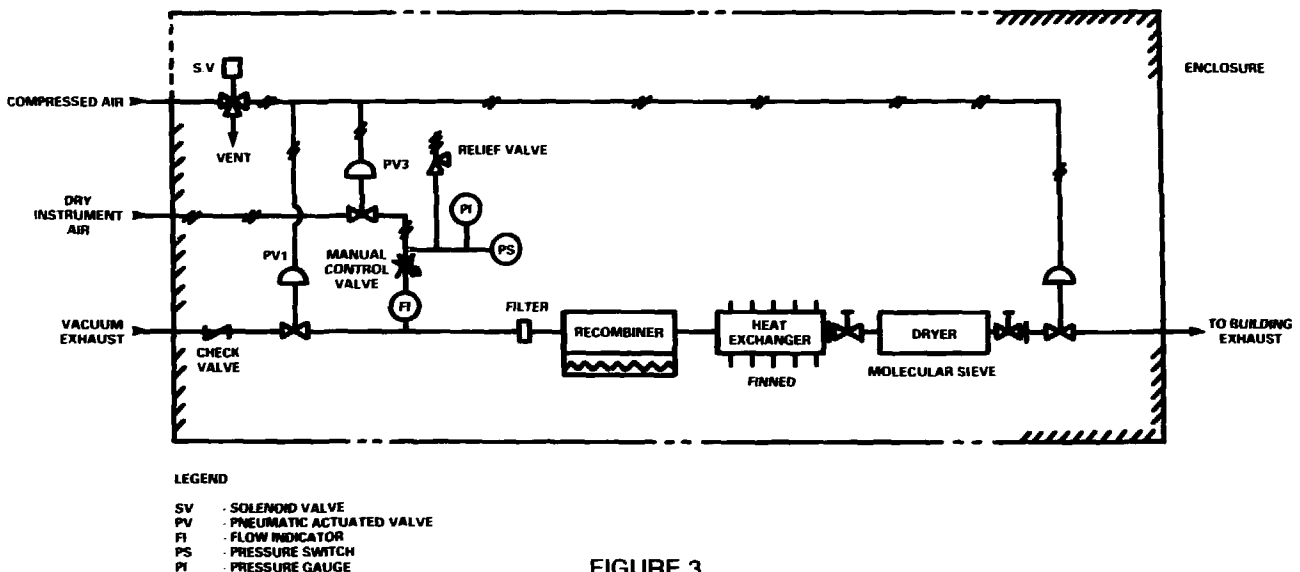 S.V
ENCLOSURE
COMPRESSED AIR
VENT
PV3
RELIEF VALVE
DRY
INSTRUMENT
AIR
PI
PS
PV1
MANUAL
CONTROL
VALVE
FI
FILTER
VACUUM
EXHAUST
CHECK
VALVE
RECOMBINER
HEAT
EXCHANGER
FINNED
DRYER
MOLECULAR SIEVE
TO BUILDING
EXHAUST
LEGEND
SV - SOLENOID VALVE
PV - PNEUMATIC ACTUATED VALVE
FI - FLOW INDICATOR
PS - PRESSURE SWITCH
PI - PRESSURE GAUGE
FIGURE 3